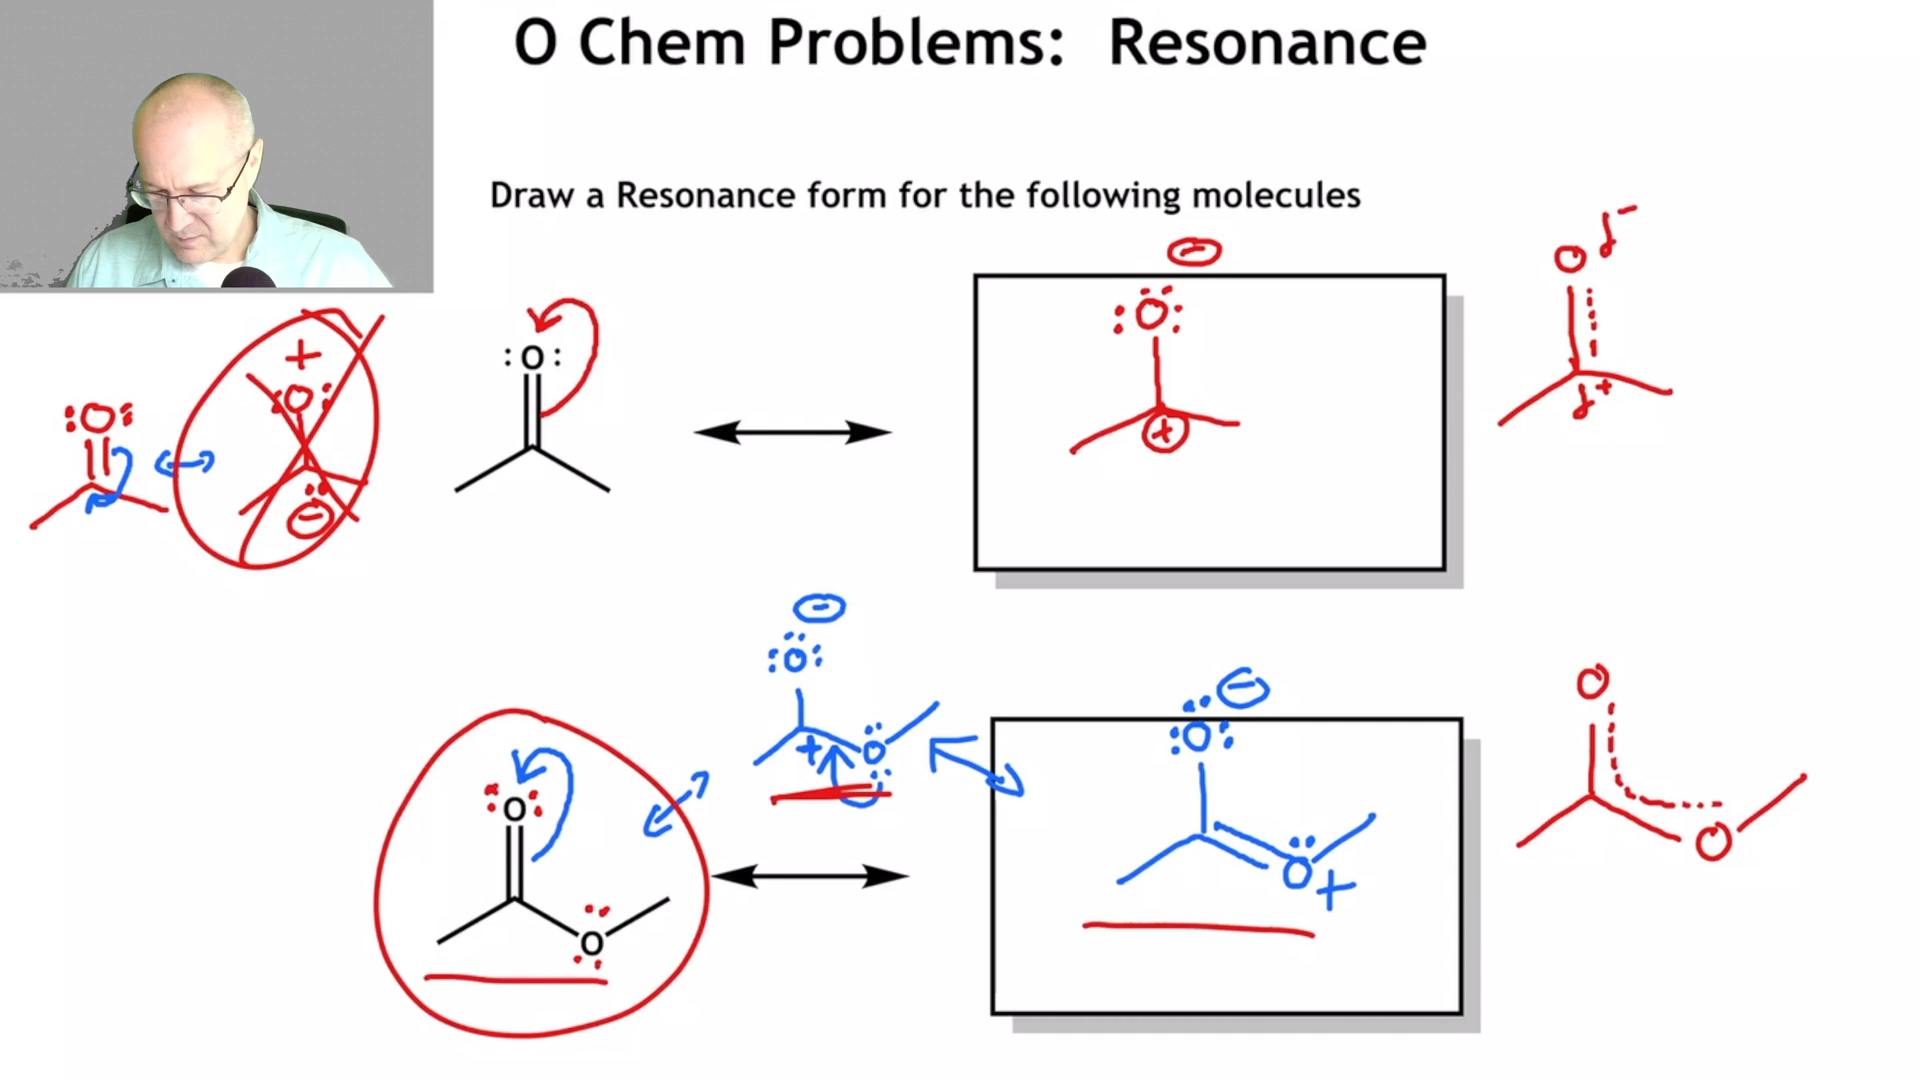 O Chem Problems: Resonance
Draw a Resonance form for the following molecules
⊖
O δ-
:O:
:O:
+
:O:
:O:
⊕
δ+
⊖
⊖
:O:
⊖
O
:O:
O
+ O
O
O +
O
O